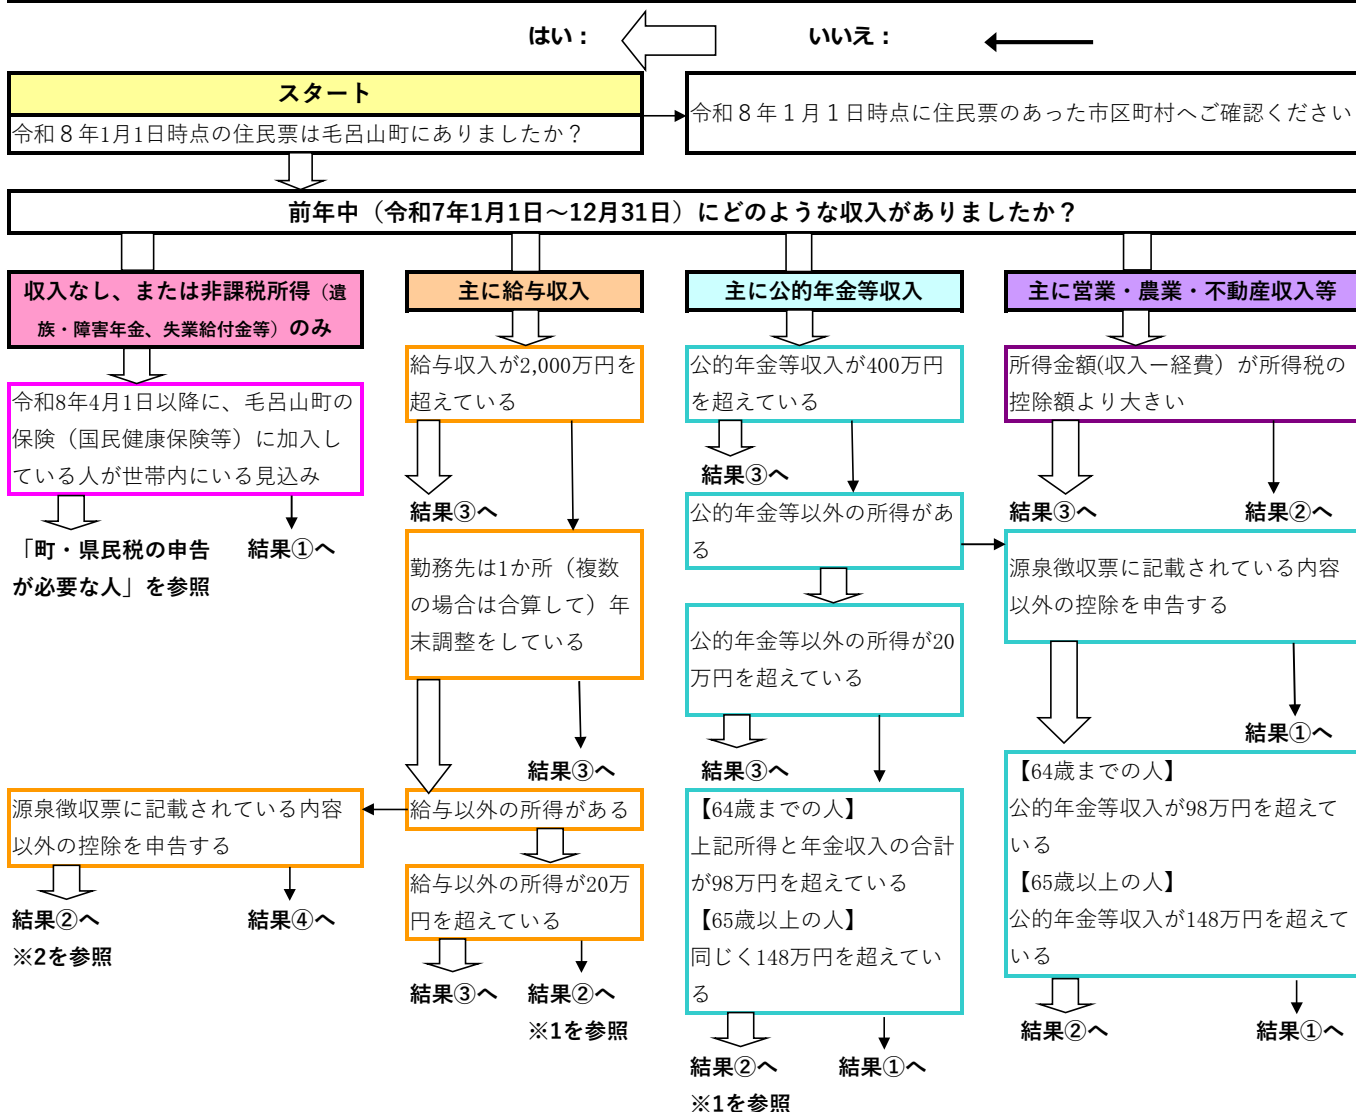 はい：
いいえ：
スタート
令和８年1月1日時点の住民票は毛呂山町にありましたか？
令和８年１月１日時点に住民票のあった市区町村へご確認ください
前年中（令和7年1月1日～12月31日）にどのような収入がありましたか？
収入なし、または非課税所得（遺
族・障害年金、失業給付金等）のみ
令和8年4月1日以降に、毛呂山町の
保険（国民健康保険等）に加入し
ている人が世帯内にいる見込み
「町・県民税の申告
が必要な人」を参照
結果①へ
主に給与収入
給与収入が2,000万円を
超えている
結果③へ
勤務先は1か所（複数
の場合は合算して）年
末調整をしている
結果③へ
給与以外の所得がある
源泉徴収票に記載されている内容
以外の控除を申告する
結果②へ
※2を参照
結果④へ
給与以外の所得が20万
円を超えている
結果③へ
結果②へ
※1を参照
主に公的年金等収入
公的年金等収入が400万円
を超えている
結果③へ
公的年金等以外の所得があ
る
公的年金等以外の所得が20
万円を超えている
結果③へ
【64歳までの人】
上記所得と年金収入の合計
が98万円を超えている
【65歳以上の人】
同じく148万円を超えてい
る
結果②へ
※1を参照
結果①へ
主に営業・農業・不動産収入等
所得金額(収入ー経費）が所得税の
控除額より大きい
結果③へ
結果②へ
源泉徴収票に記載されている内容
以外の控除を申告する
結果①へ
【64歳までの人】
公的年金等収入が98万円を超えて
いる
【65歳以上の人】
公的年金等収入が148万円を超えて
いる
結果②へ
結果①へ